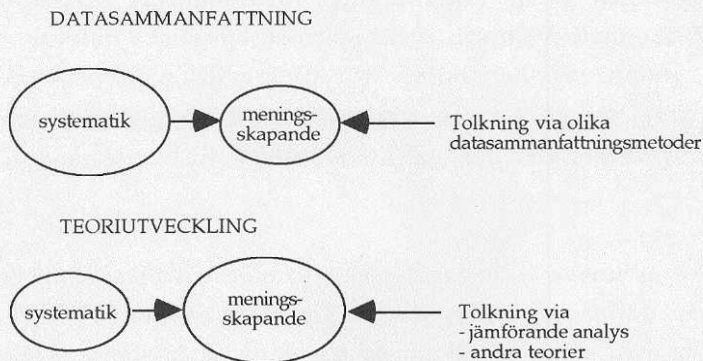 DATASAMMANFATTNING
systematik
menings-
skapande
Tolkning via olika
datasammanfattningsmetoder
TEORIUTVECKLING
systematik
menings-
skapande
Tolkning via
- jämförande analys
- andra teorier